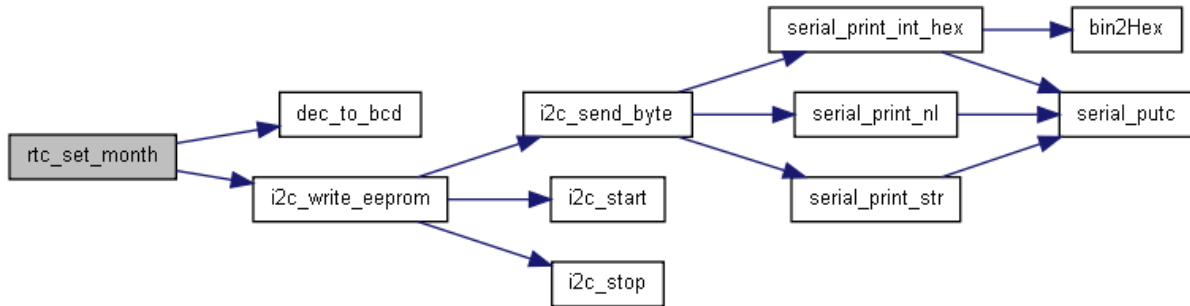 rtc_set_month
dec_to_bcd
i2c_write_eeprom
i2c_send_byte
i2c_start
i2c_stop
serial_print_int_hex
serial_print_nl
serial_print_str
bin2Hex
serial_putc